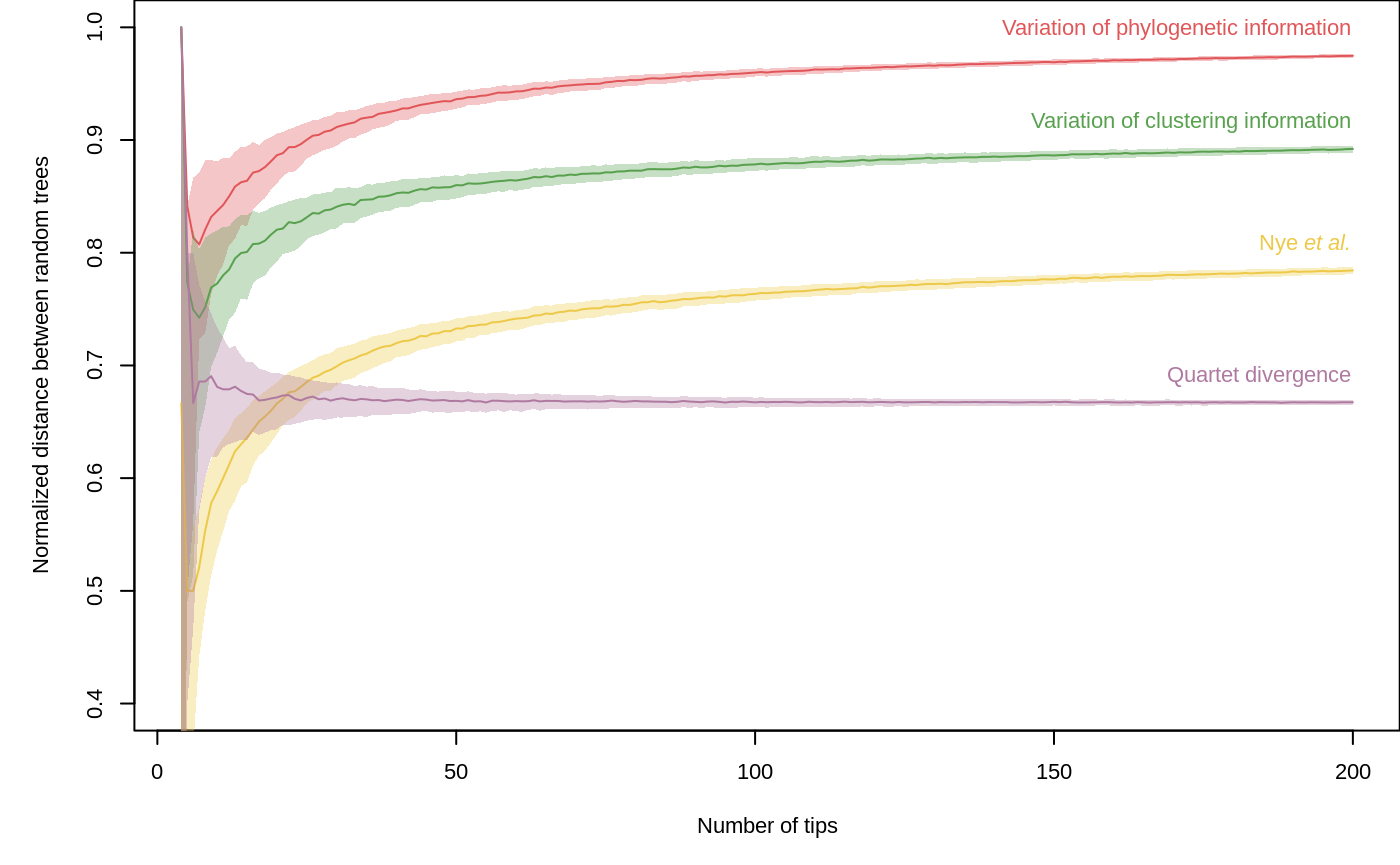 Variation of phylogenetic information
Variation of clustering information
Nye et al.
Quartet divergence
Normalized distance between random trees
1.0
0.9
0.8
0.7
0.6
0.5
0.4
0 50 100 150 200
Number of tips